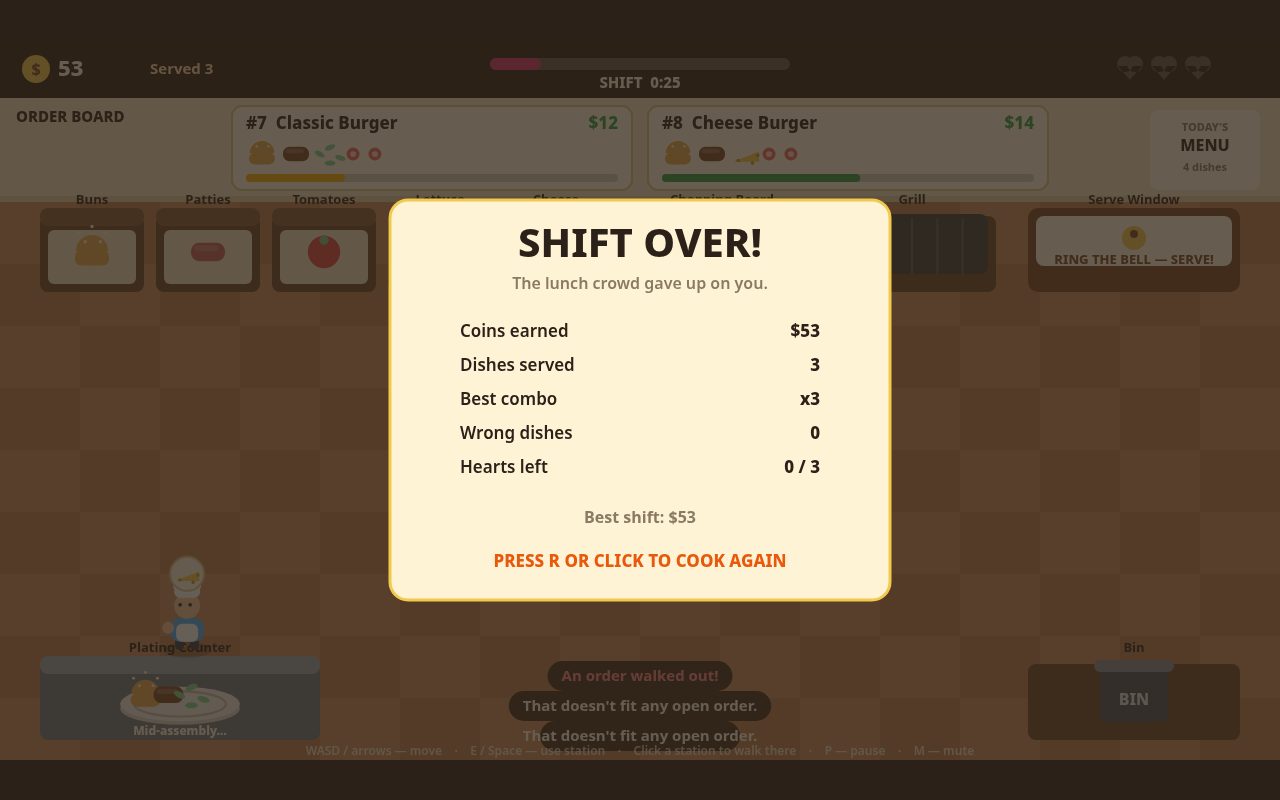 $ 53
Served 3
SHIFT 0:25
ORDER BOARD
#7 Classic Burger $12
#8 Cheese Burger $14
TODAY'S
MENU
4 dishes
Buns
Patties
Tomatoes
Lettuce
Cheese
Chopping Board
Grill
Serve Window
RING THE BELL — SERVE!
SHIFT OVER!
The lunch crowd gave up on you.
Coins earned $53
Dishes served 3
Best combo x3
Wrong dishes 0
Hearts left 0 / 3
Best shift: $53
PRESS R OR CLICK TO COOK AGAIN
Plating Counter
Mid-assembly...
An order walked out!
That doesn't fit any open order.
That doesn't fit any open order.
Bin
BIN
WASD / arrows — move · E / Space — use station · Click a station to walk there · P — pause · M — mute